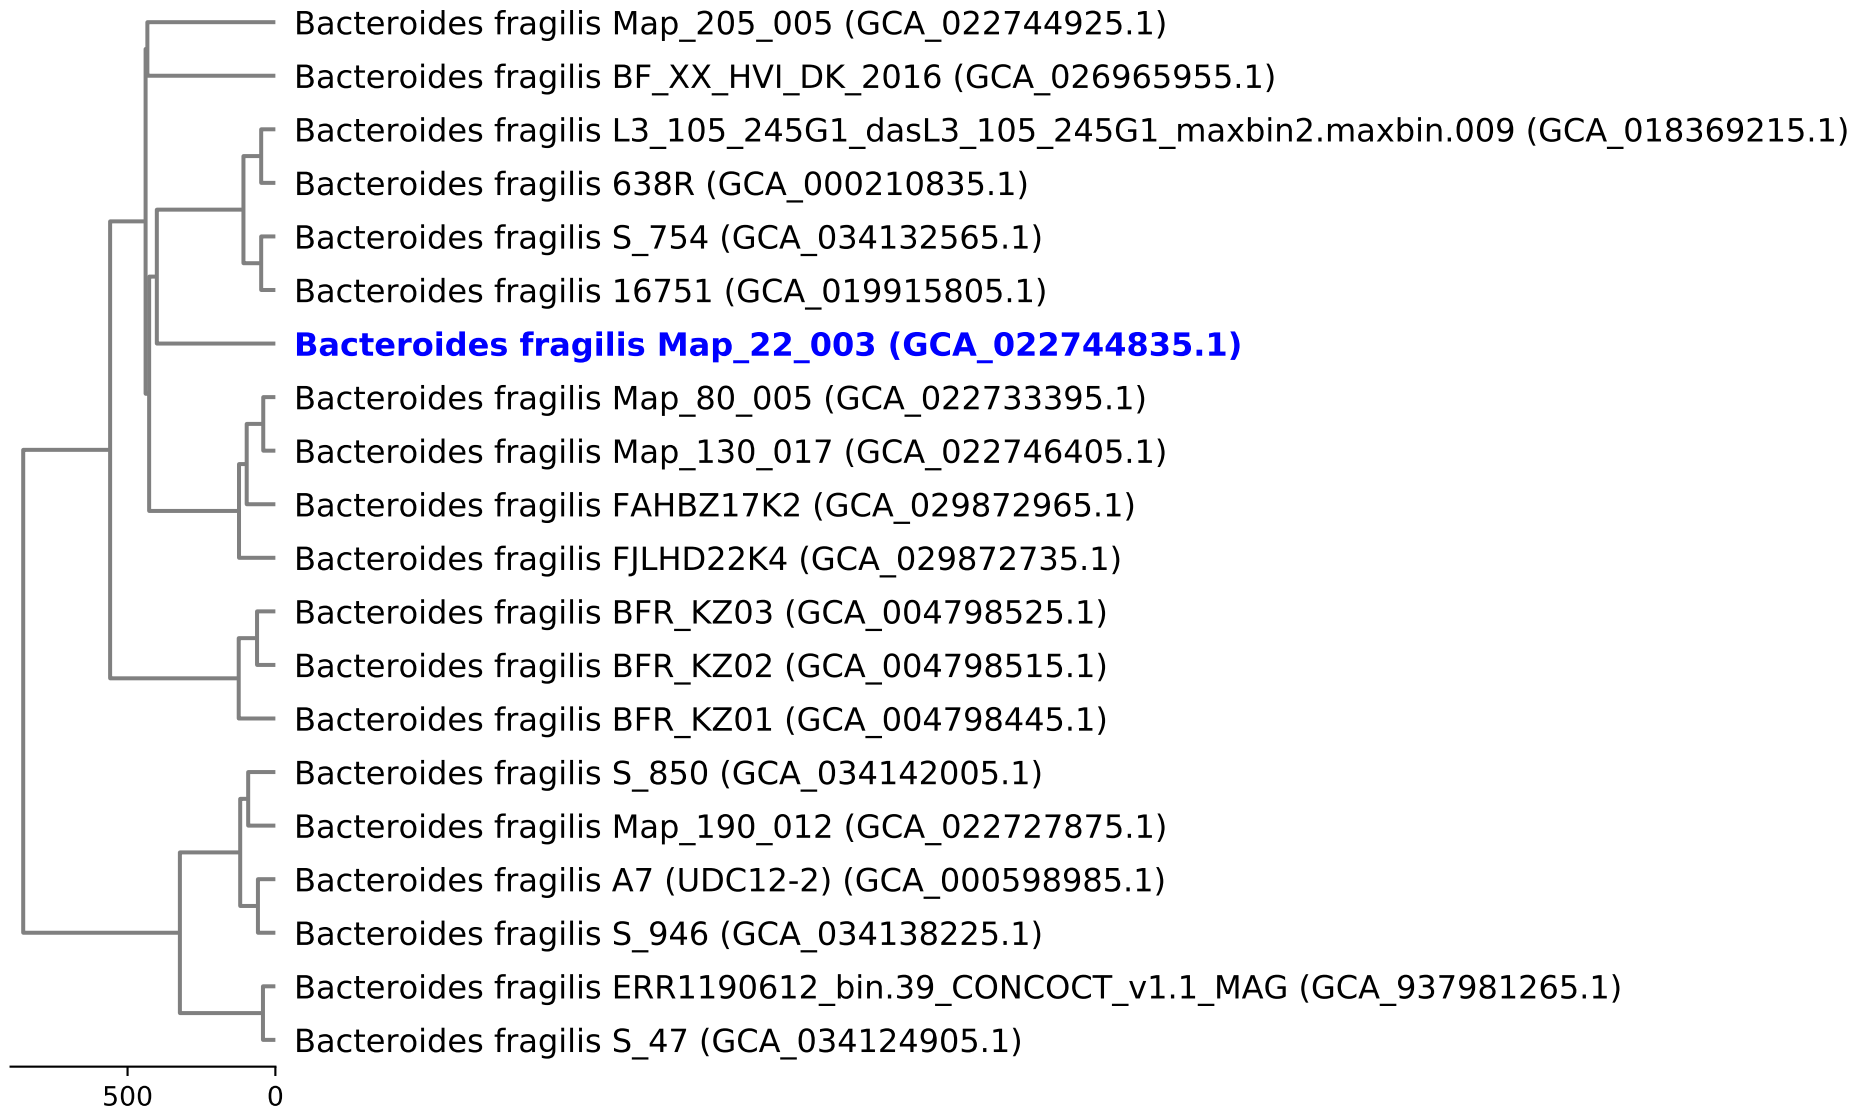 Bacteroides fragilis Map_205_005 (GCA_022744925.1)
Bacteroides fragilis BF_XX_HVI_DK_2016 (GCA_026965955.1)
Bacteroides fragilis L3_105_245G1_dasL3_105_245G1_maxbin2.maxbin.009 (GCA_018369215.1)
Bacteroides fragilis 638R (GCA_000210835.1)
Bacteroides fragilis S_754 (GCA_034132565.1)
Bacteroides fragilis 16751 (GCA_019915805.1)
Bacteroides fragilis Map_22_003 (GCA_022744835.1)
Bacteroides fragilis Map_80_005 (GCA_022733395.1)
Bacteroides fragilis Map_130_017 (GCA_022746405.1)
Bacteroides fragilis FAHBZ17K2 (GCA_029872965.1)
Bacteroides fragilis FJLHD22K4 (GCA_029872735.1)
Bacteroides fragilis BFR_KZ03 (GCA_004798525.1)
Bacteroides fragilis BFR_KZ02 (GCA_004798515.1)
Bacteroides fragilis BFR_KZ01 (GCA_004798445.1)
Bacteroides fragilis S_850 (GCA_034142005.1)
Bacteroides fragilis Map_190_012 (GCA_022727875.1)
Bacteroides fragilis A7 (UDC12-2) (GCA_000598985.1)
Bacteroides fragilis S_946 (GCA_034138225.1)
Bacteroides fragilis ERR1190612_bin.39_CONCOCT_v1.1_MAG (GCA_937981265.1)
Bacteroides fragilis S_47 (GCA_034124905.1)
500 0